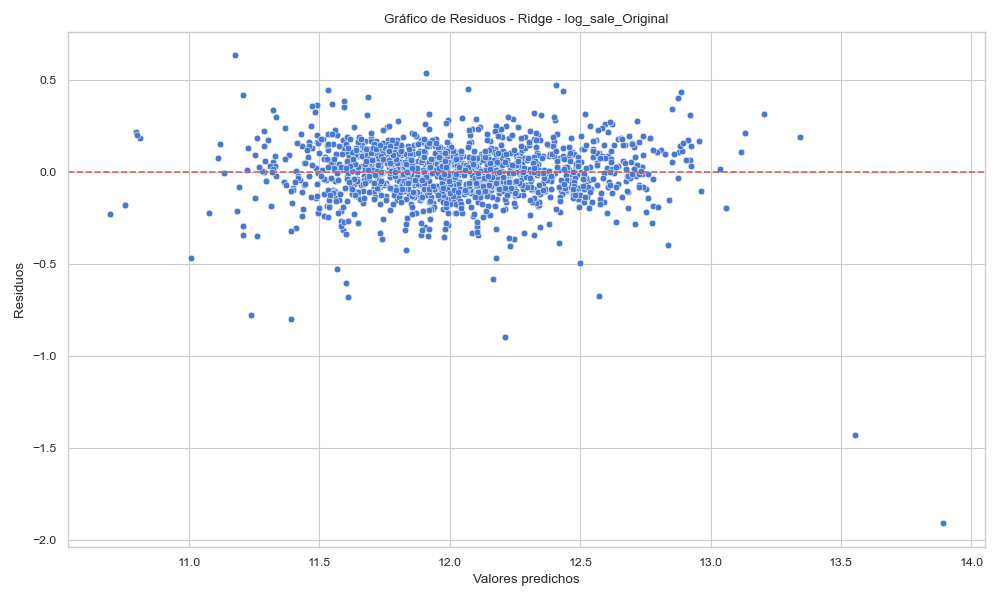 Gráfico de Residuos - Ridge - log_sale_Original
Residuos
0.5
0.0
−0.5
−1.0
−1.5
−2.0
11.0 11.5 12.0 12.5 13.0 13.5 14.0
Valores predichos